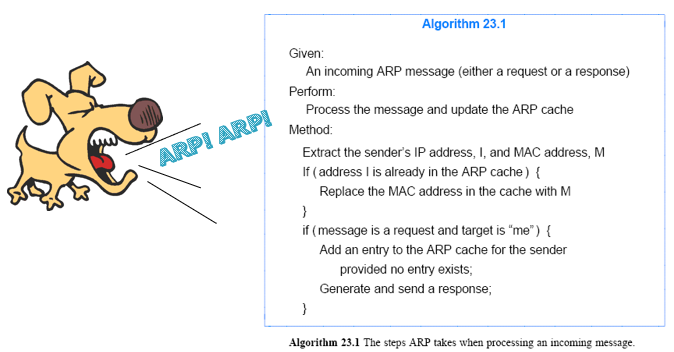 ARP! ARP!
Algorithm 23.1
Given:
An incoming ARP message (either a request or a response)
Perform:
Process the message and update the ARP cache
Method:
Extract the sender's IP address, I, and MAC address, M
If ( address I is already in the ARP cache ) {
Replace the MAC address in the cache with M
}
if ( message is a request and target is “me” ) {
Add an entry to the ARP cache for the sender
provided no entry exists;
Generate and send a response;
}
Algorithm 23.1 The steps ARP takes when processing an incoming message.